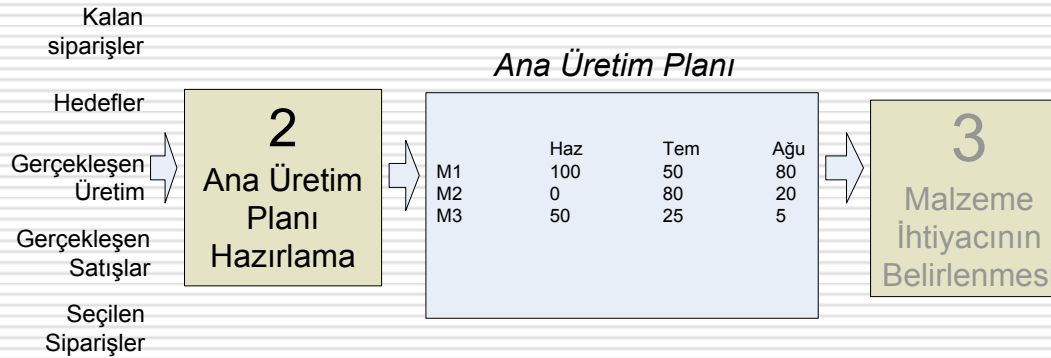 Kalan
siparişler
Hedefler
Gerçekleşen
Üretim
Gerçekleşen
Satışlar
Seçilen
Siparişler
2
Ana Üretim
Planı
Hazırlama
Ana Üretim Planı
Haz Tem Ağu
M1 100 50 80
M2 0 80 20
M3 50 25 5
3
Malzeme
İhtiyacının
Belirlenmes